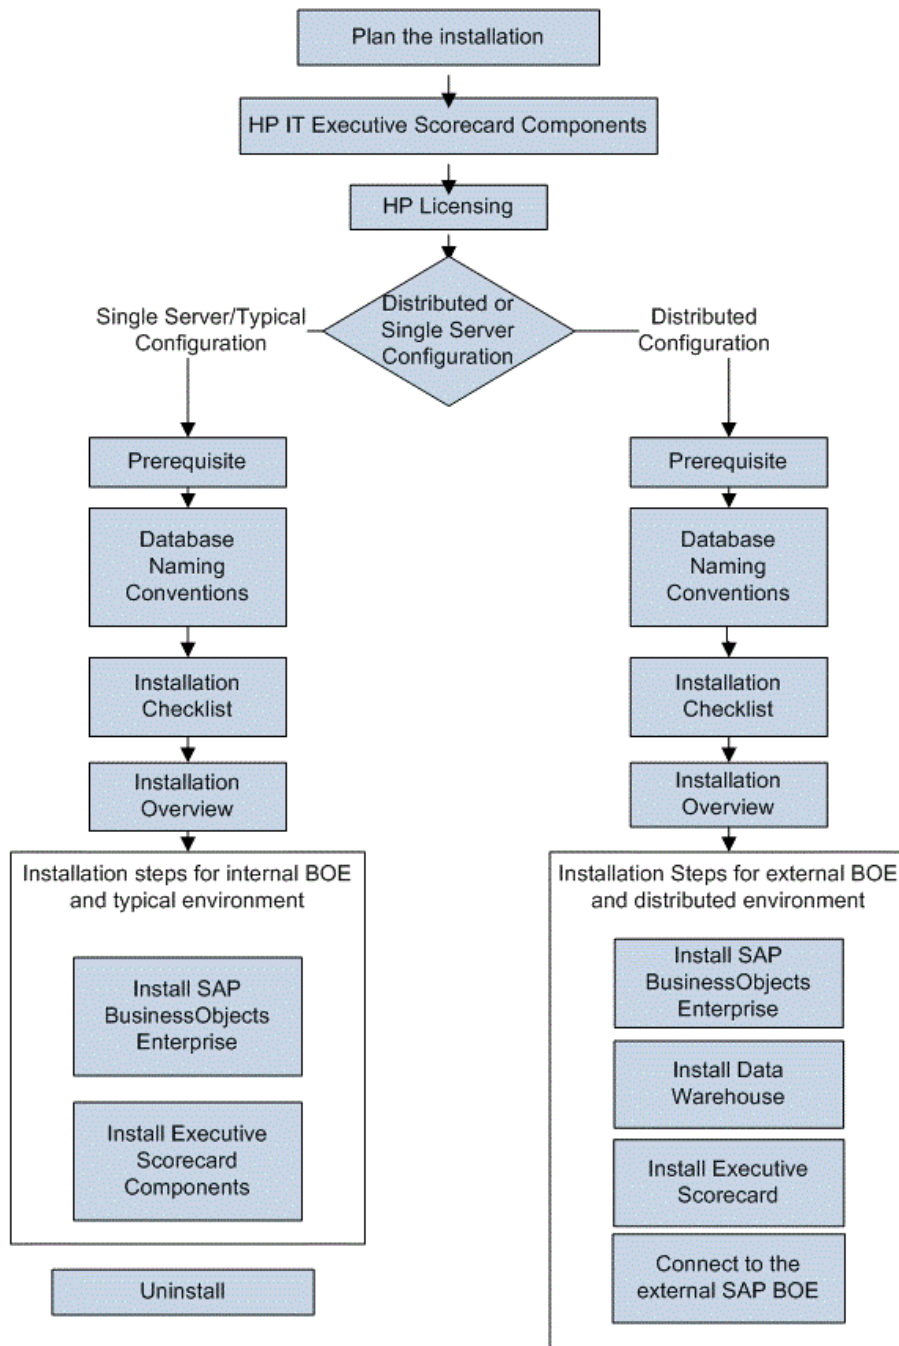 Plan the installation
HP IT Executive Scorecard Components
HP Licensing
Distributed or
Single Server
Configuration
Single Server/Typical
Configuration
Distributed
Configuration
Prerequisite
Database
Naming
Conventions
Installation
Checklist
Installation
Overview
Installation steps for internal BOE
and typical environment
Install SAP
BusinessObjects
Enterprise
Install Executive
Scorecard
Components
Uninstall
Prerequisite
Database
Naming
Conventions
Installation
Checklist
Installation
Overview
Installation Steps for external BOE
and distributed environment
Install SAP
BusinessObjects
Enterprise
Install Data
Warehouse
Install Executive
Scorecard
Connect to the
external SAP BOE